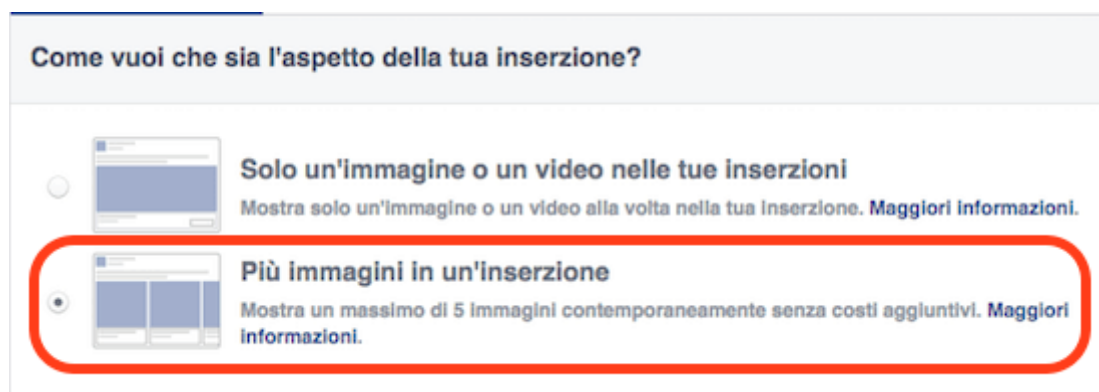 Come vuoi che sia l'aspetto della tua inserzione?
Solo un'immagine o un video nelle tue inserzioni
Mostra solo un'immagine o un video alla volta nella tua inserzione. Maggiori informazioni.
Più immagini in un'inserzione
Mostra un massimo di 5 immagini contemporaneamente senza costi aggiuntivi. Maggiori
informazioni.